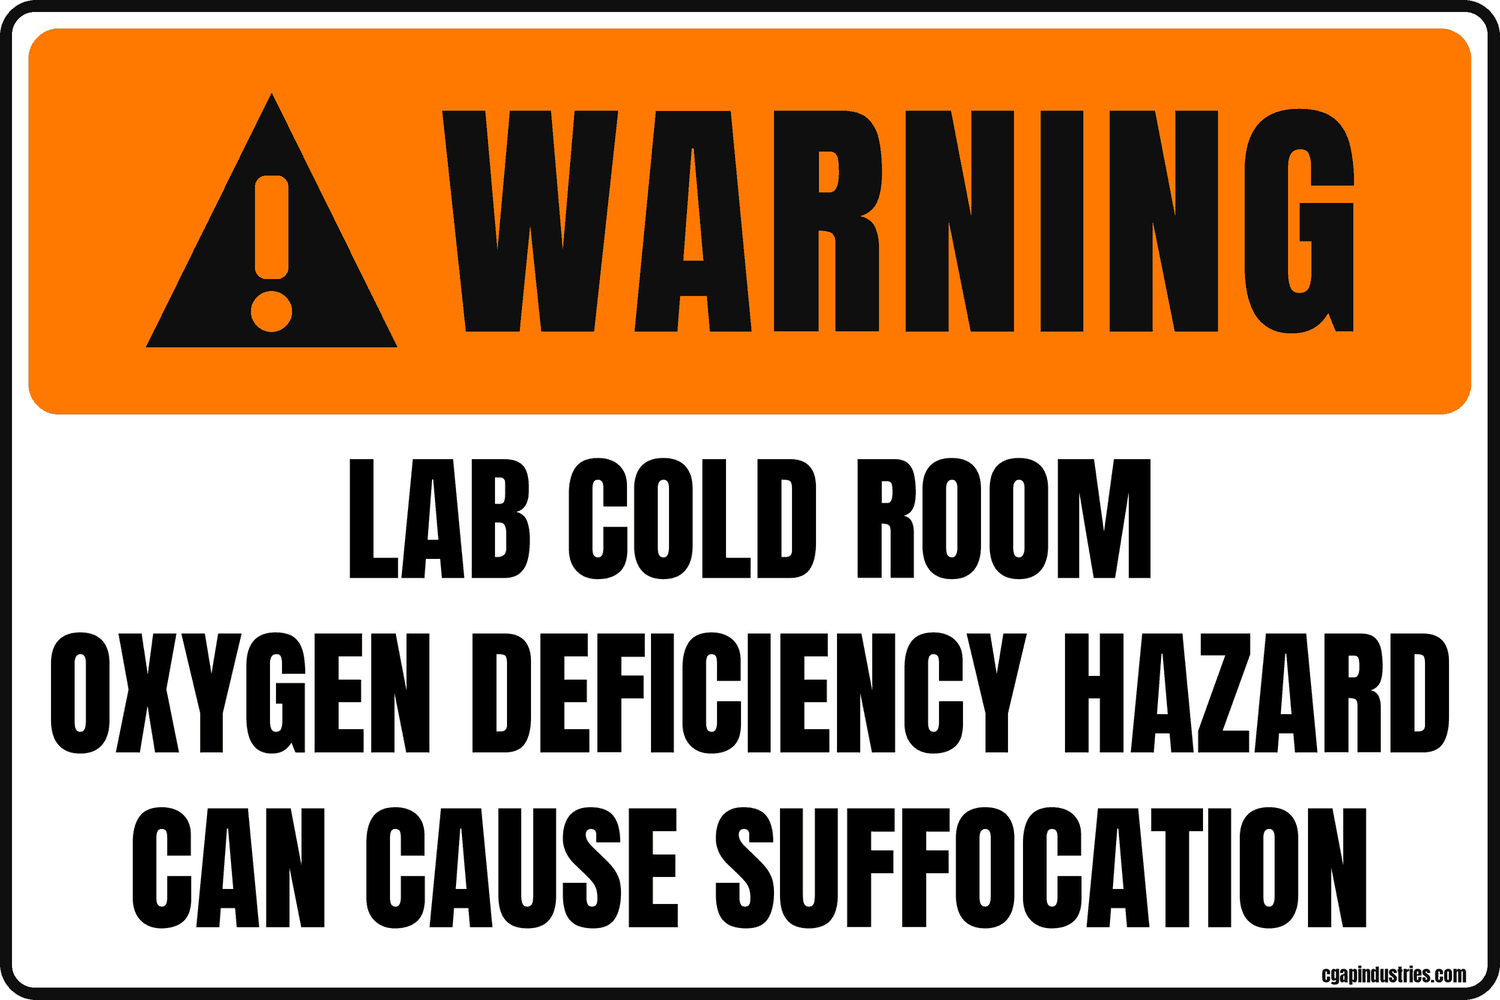 WARNING
LAB COLD ROOM
OXYGEN DEFICIENCY HAZARD
CAN CAUSE SUFFOCATION
cgapindustries.com